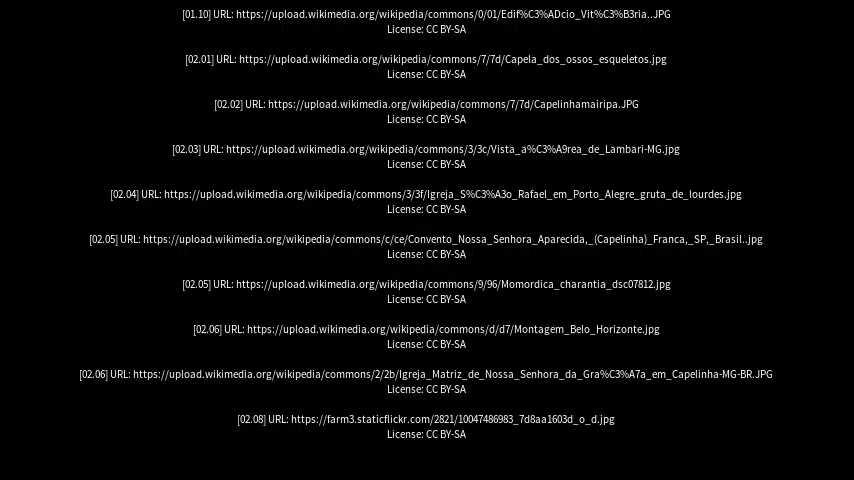 [01.10] URL: https://upload.wikimedia.org/wikipedia/commons/0/01/Edif%C3%ADcio_Vit%C3%B3ria..JPG
License: CC BY-SA
[02.01] URL: https://upload.wikimedia.org/wikipedia/commons/7/7d/Capela_dos_ossos_esqueletos.jpg
License: CC BY-SA
[02.02] URL: https://upload.wikimedia.org/wikipedia/commons/7/7d/Capelinhamairipa.JPG
License: CC BY-SA
[02.03] URL: https://upload.wikimedia.org/wikipedia/commons/3/3c/Vista_a%C3%A9rea_de_Lambari-MG.jpg
License: CC BY-SA
[02.04] URL: https://upload.wikimedia.org/wikipedia/commons/3/3f/Igreja_S%C3%A3o_Rafael_em_Porto_Alegre_gruta_de_lourdes.jpg
License: CC BY-SA
[02.05] URL: https://upload.wikimedia.org/wikipedia/commons/c/ce/Convento_Nossa_Senhora_Aparecida,_(Capelinha)_Franca,_SP,_Brasil..jpg
License: CC BY-SA
[02.05] URL: https://upload.wikimedia.org/wikipedia/commons/9/96/Momordica_charantia_dsc07812.jpg
License: CC BY-SA
[02.06] URL: https://upload.wikimedia.org/wikipedia/commons/d/d7/Montagem_Belo_Horizonte.jpg
License: CC BY-SA
[02.06] URL: https://upload.wikimedia.org/wikipedia/commons/2/2b/Igreja_Matriz_de_Nossa_Senhora_da_Gra%C3%A7a_em_Capelinha-MG-BR.JPG
License: CC BY-SA
[02.08] URL: https://farm3.staticflickr.com/2821/10047486983_7d8aa1603d_o_d.jpg
License: CC BY-SA